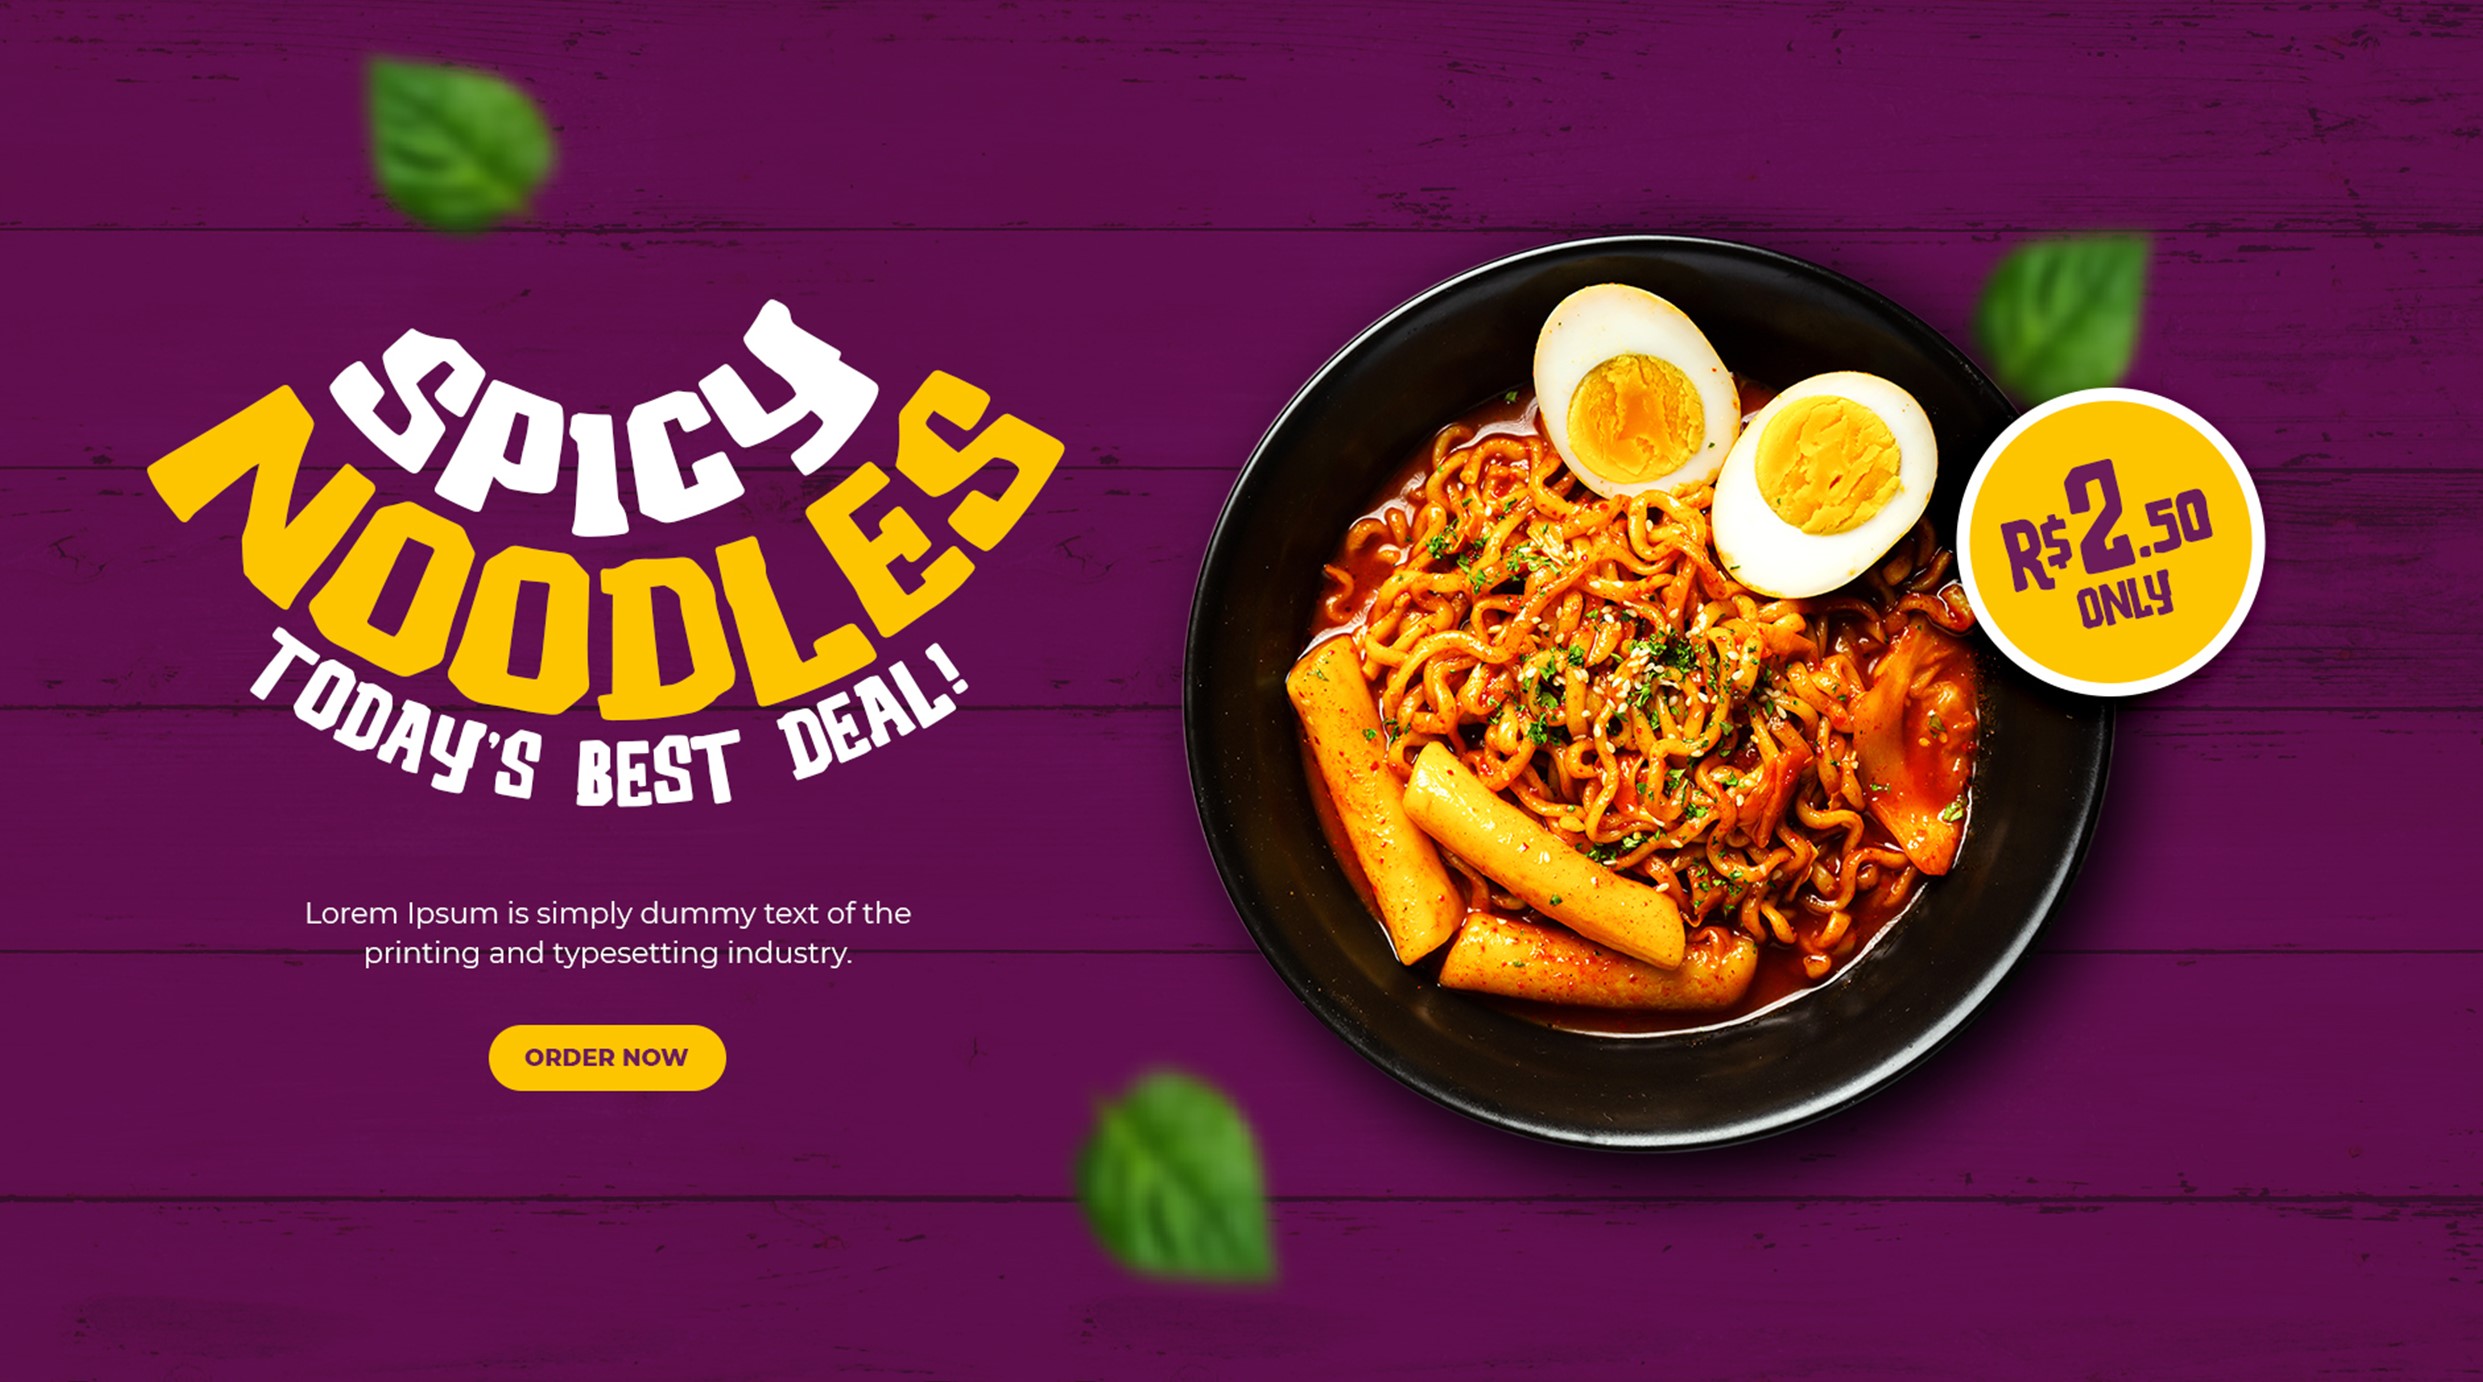 SPICY
NOODLES
TODAY'S BEST DEAL!
Lorem Ipsum is simply dummy text of the
printing and typesetting industry.
ORDER NOW
R$2.50
ONLY